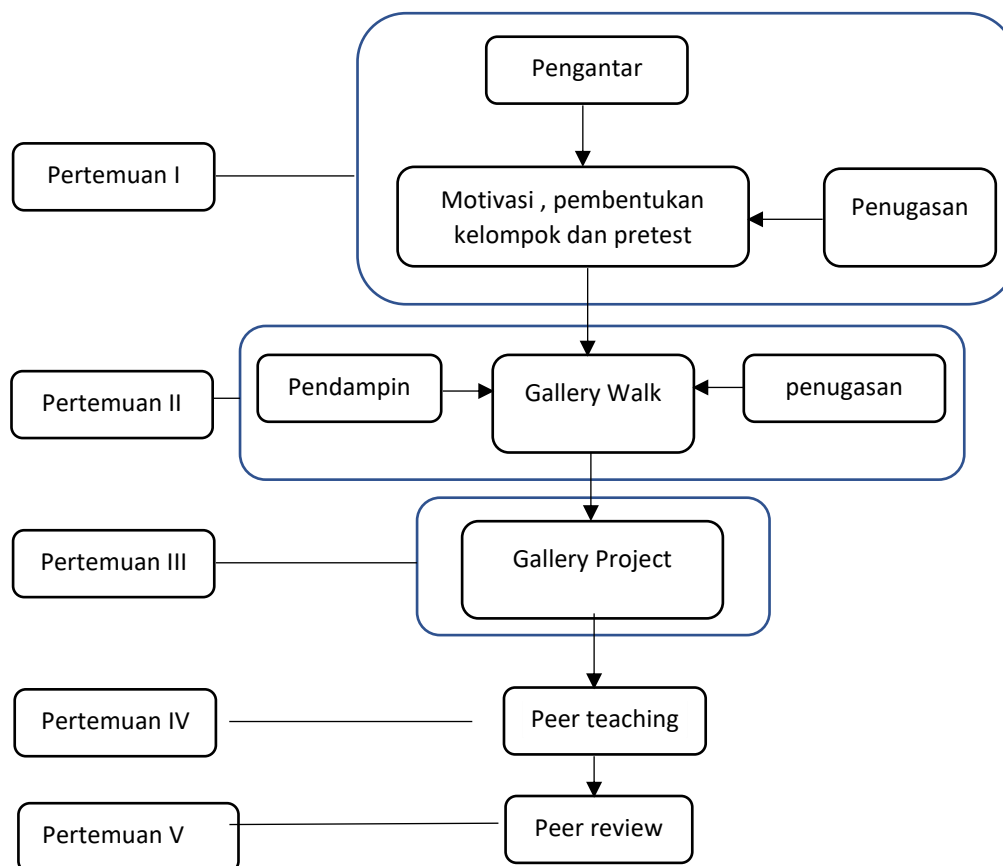 Pengantar
Pertemuan I
Motivasi , pembentukan
kelompok dan pretest
Penugasan
Pertemuan II
Pendampin
Gallery Walk
penugasan
Pertemuan III
Gallery Project
Pertemuan IV
Peer teaching
Pertemuan V
Peer review